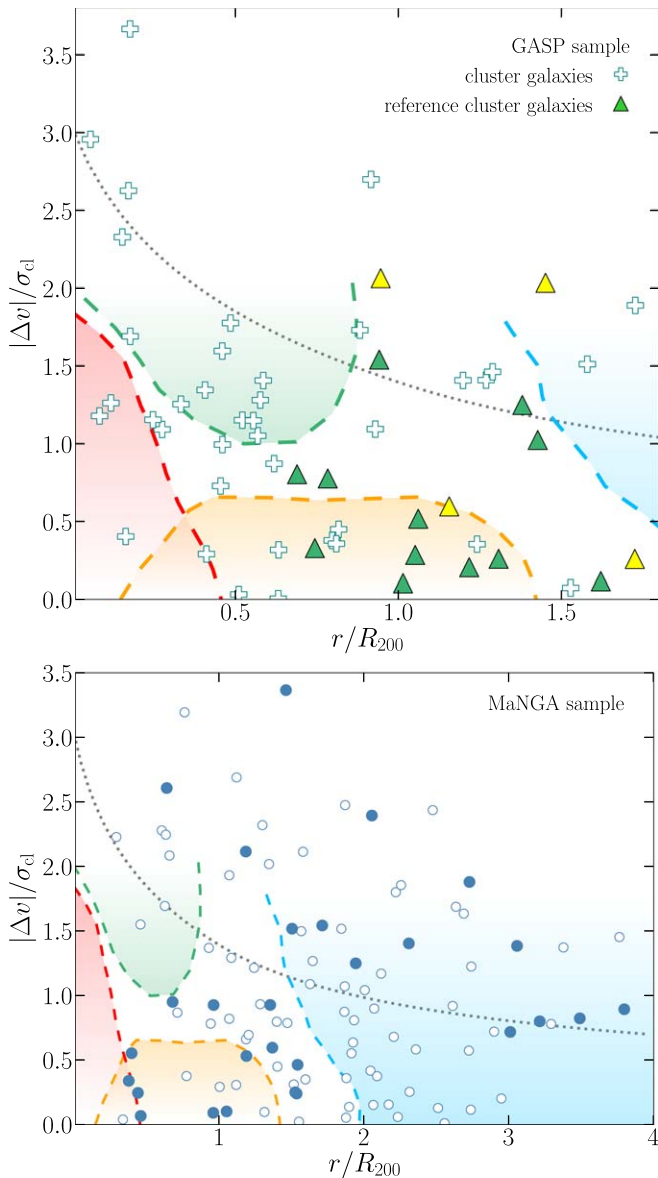 GASP sample
cluster galaxies
reference cluster galaxies
3.5
3.0
2.5
2.0
1.5
1.0
0.5
0.0
|Δv|/σcl
0.5 1.0 1.5
r/R200
MaNGA sample
3.5
3.0
2.5
2.0
1.5
1.0
0.5
0.0
|Δv|/σcl
1 2 3 4
r/R200